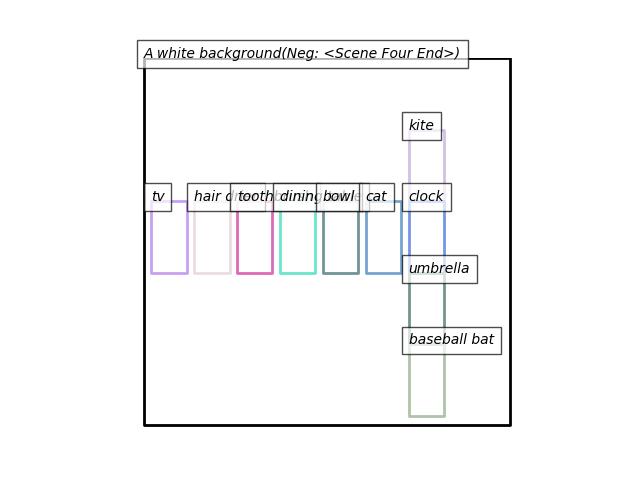 A white background(Neg: <Scene Four End>)
kite
tv
hair d
tooth
dining
bowl
cat
clock
umbrella
baseball bat